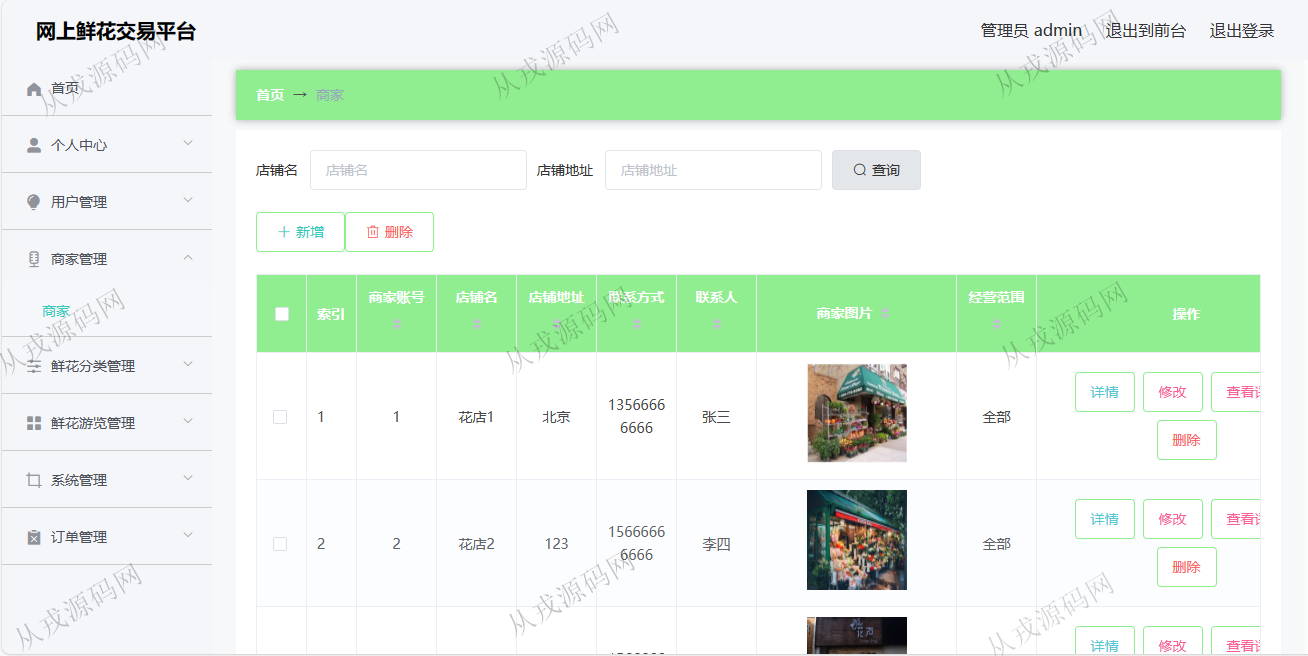 网上鲜花交易平台
管理员 admin 退出到前台 退出登录
首页
个人中心
用户管理
商家管理
商家
鲜花分类管理
鲜花游览管理
系统管理
订单管理
首页 → 商家
店铺名 店铺名 店铺地址 店铺地址 查询
新增 删除
索引 商家账号 店铺名 店铺地址 联系方式 联系人 商家图片 经营范围 操作
1 1 花店1 北京 1356666
6666 张三 全部 详情 修改 查看
删除
2 2 花店2 123 1566666
6666 李四 全部 详情 修改 查看
删除
详情 修改 查看
从戎源码网
从戎源码网
从戎源码网
从戎源码网
从戎源码网
从戎源码网
从戎源码网
从戎源码网
从戎源码网